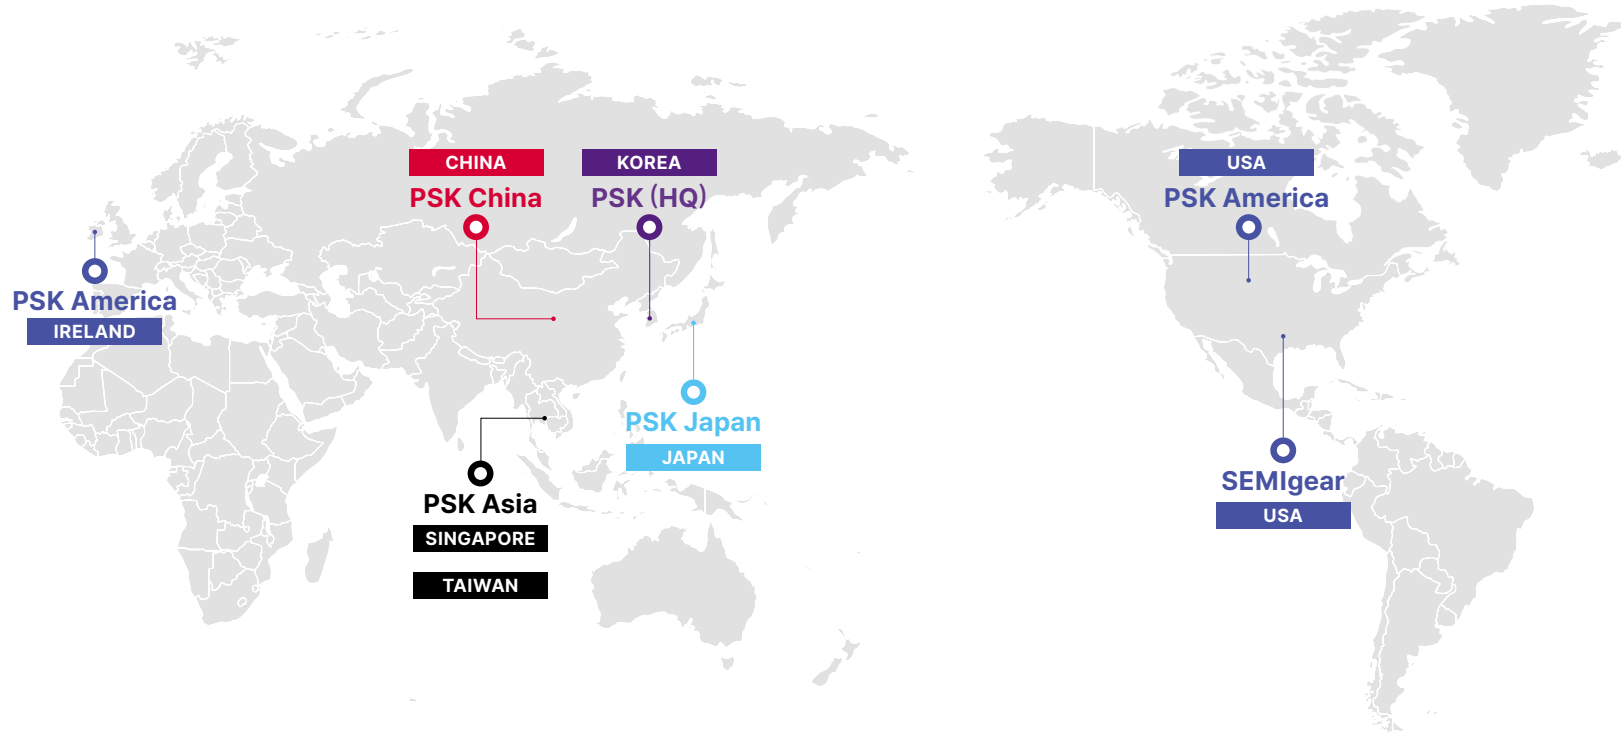 CHINA
PSK China
KOREA
PSK (HQ)
USA
PSK America
PSK America
IRELAND
PSK Japan
JAPAN
PSK Asia
SINGAPORE
TAIWAN
SEMIgear
USA